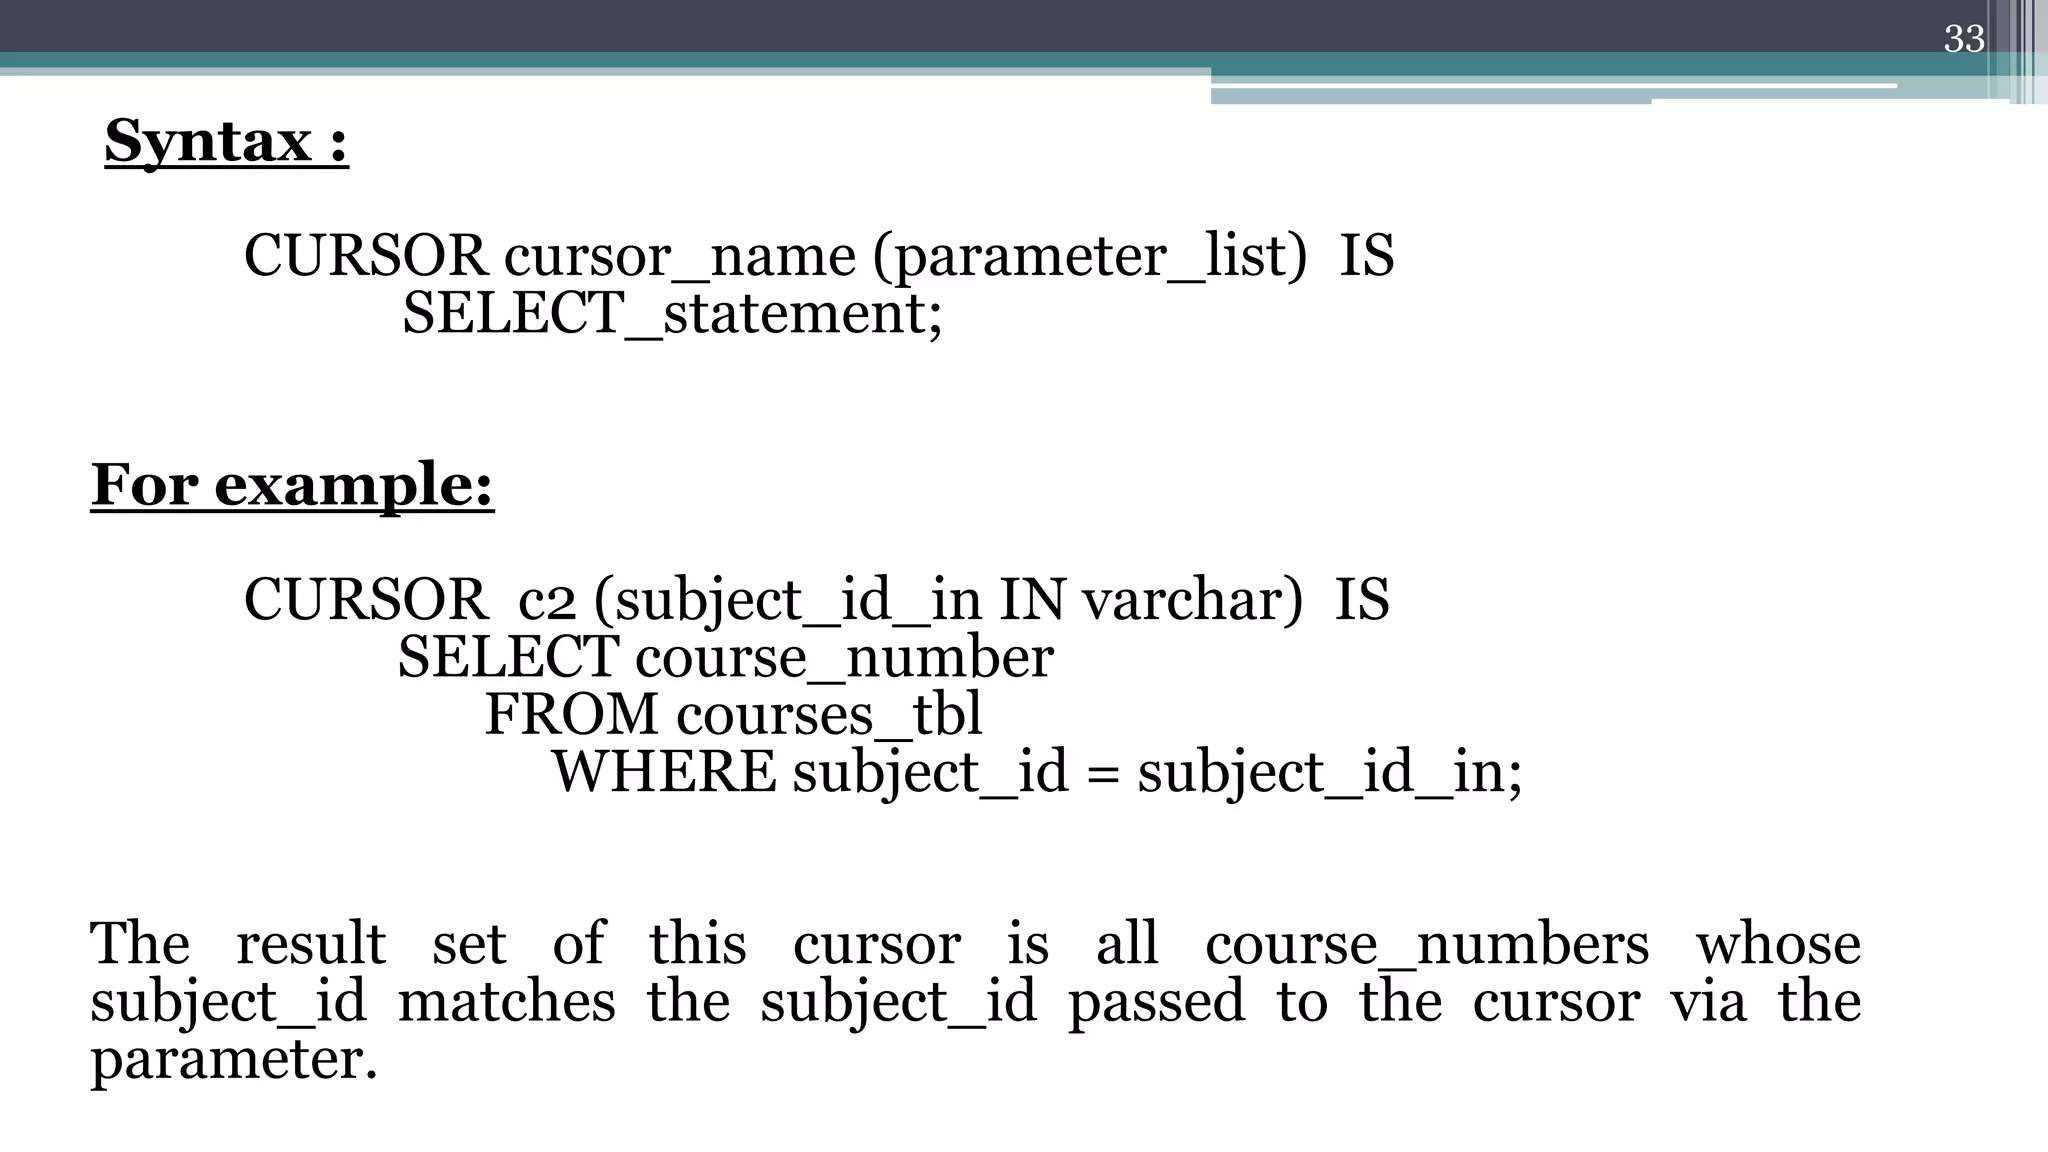 33
Syntax :
CURSOR cursor_name (parameter_list) IS
SELECT_statement;
For example:
CURSOR c2 (subject_id_in IN varchar) IS
SELECT course_number
FROM courses_tbl
WHERE subject_id = subject_id_in;
The result set of this cursor is all course_numbers whose
subject_id matches the subject_id passed to the cursor via the
parameter.